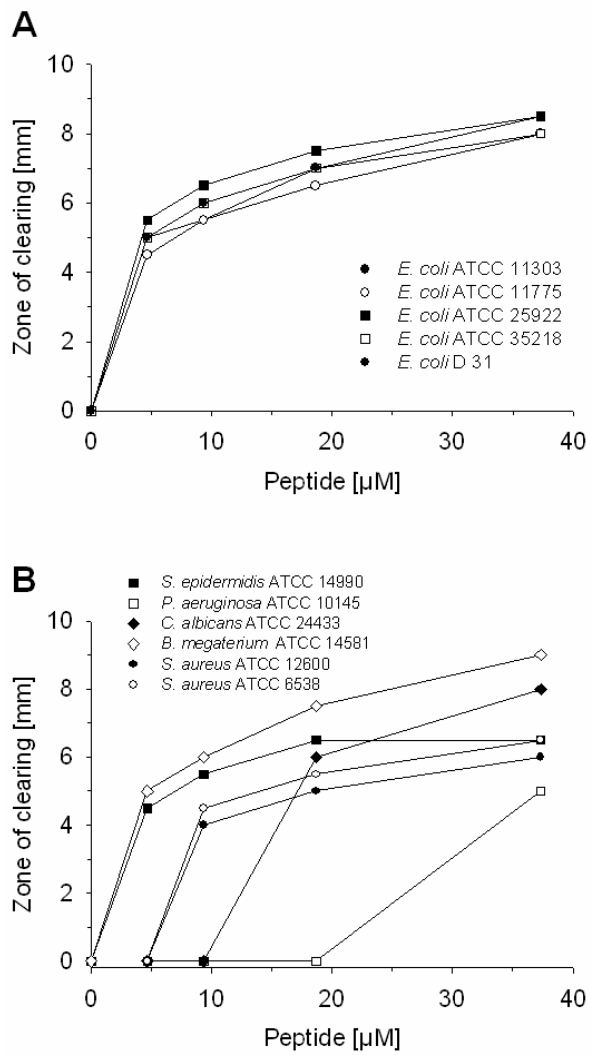 A
10
8
6
4
2
0
Zone of clearing [mm]
E. coli ATCC 11303
E. coli ATCC 11775
E. coli ATCC 25922
E. coli ATCC 35218
E. coli D 31
0 10 20 30 40
Peptide [µM]
B
S. epidermidis ATCC 14990
P. aeruginosa ATCC 10145
C. albicans ATCC 24433
B. megaterium ATCC 14581
S. aureus ATCC 12600
S. aureus ATCC 6538
10
8
6
4
2
0
Zone of clearing [mm]
0 10 20 30 40
Peptide [µM]